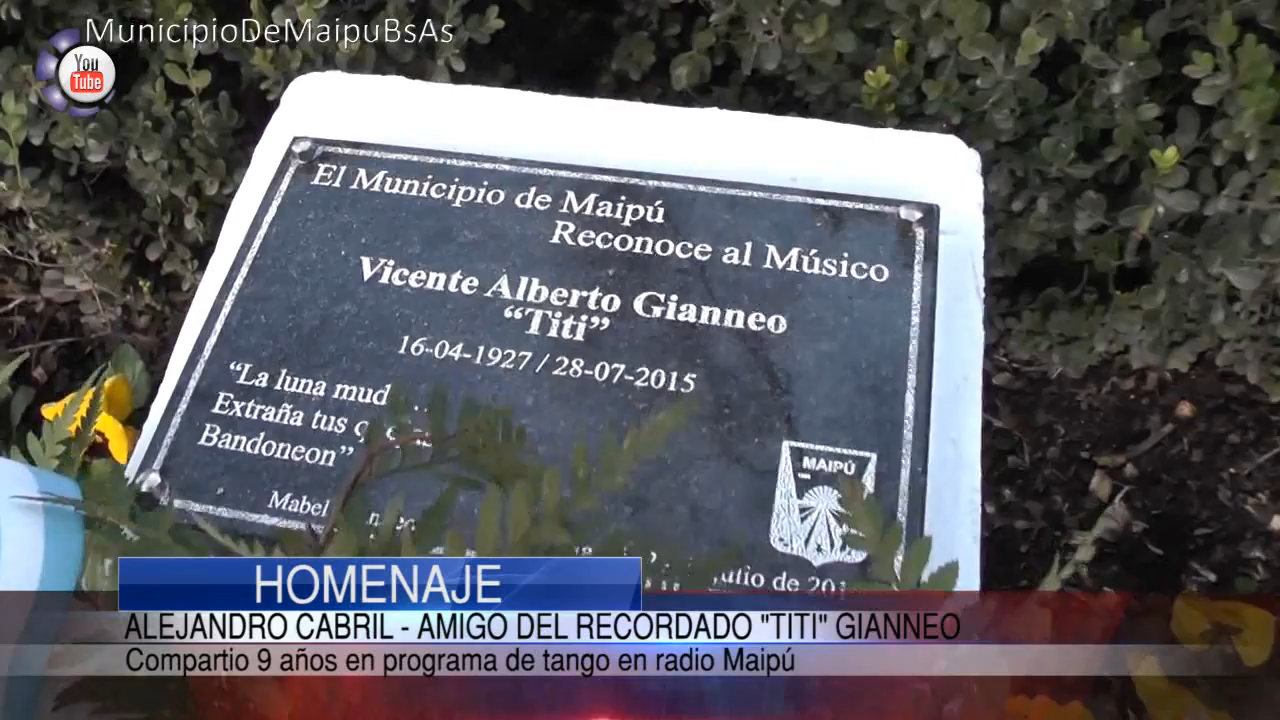 MunicipioDeMaipuBsAs
You
Tube
El Municipio de Maipú
Reconoce al Músico
Vicente Alberto Gianneo
“Titi”
16-04-1927 / 28-07-2015
“La luna
Extraña tus
Bandoneon”
Mabel
MAIPÚ
de
HOMENAJE
ALEJANDRO CABRIL - AMIGO DEL RECORDADO "TITI" GIANNEO
Compartio 9 años en programa de tango en radio Maipú